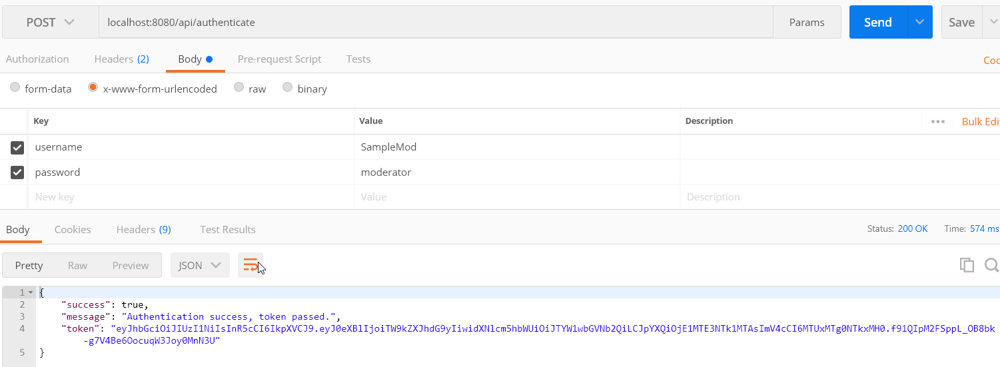 POST localhost:8080/api/authenticate Params Send Save
Authorization Headers (2) Body Pre-request Script Tests Coo
form-data x-www-form-urlencoded raw binary
Key Value Description ••• Bulk Edi
username SampleMod
password moderator
New key Value Description
Body Cookies Headers (9) Test Results Status: 200 OK Time: 574 ms
Pretty Raw Preview JSON
1 {
2 "success": true,
3 "message": "Authentication success, token passed.",
4 "token": "eyJhbGciOiJIUzI1NiIsInR5cCI6IkpXVCJ9.eyJ0eXBlIjoiTW9kZXJhdG9yIiwidXNlcm5hbWUiOiJTYW1wbGVNb2QiLCJpYXQiOjE1MTE3NTk1MTAsImV4cCI6MTUxMTg0NTkxMH0.f91QIpM2FSppL_OB8bk
-g7V4Be6OocuqW3Joy0MnN3U"
5 }